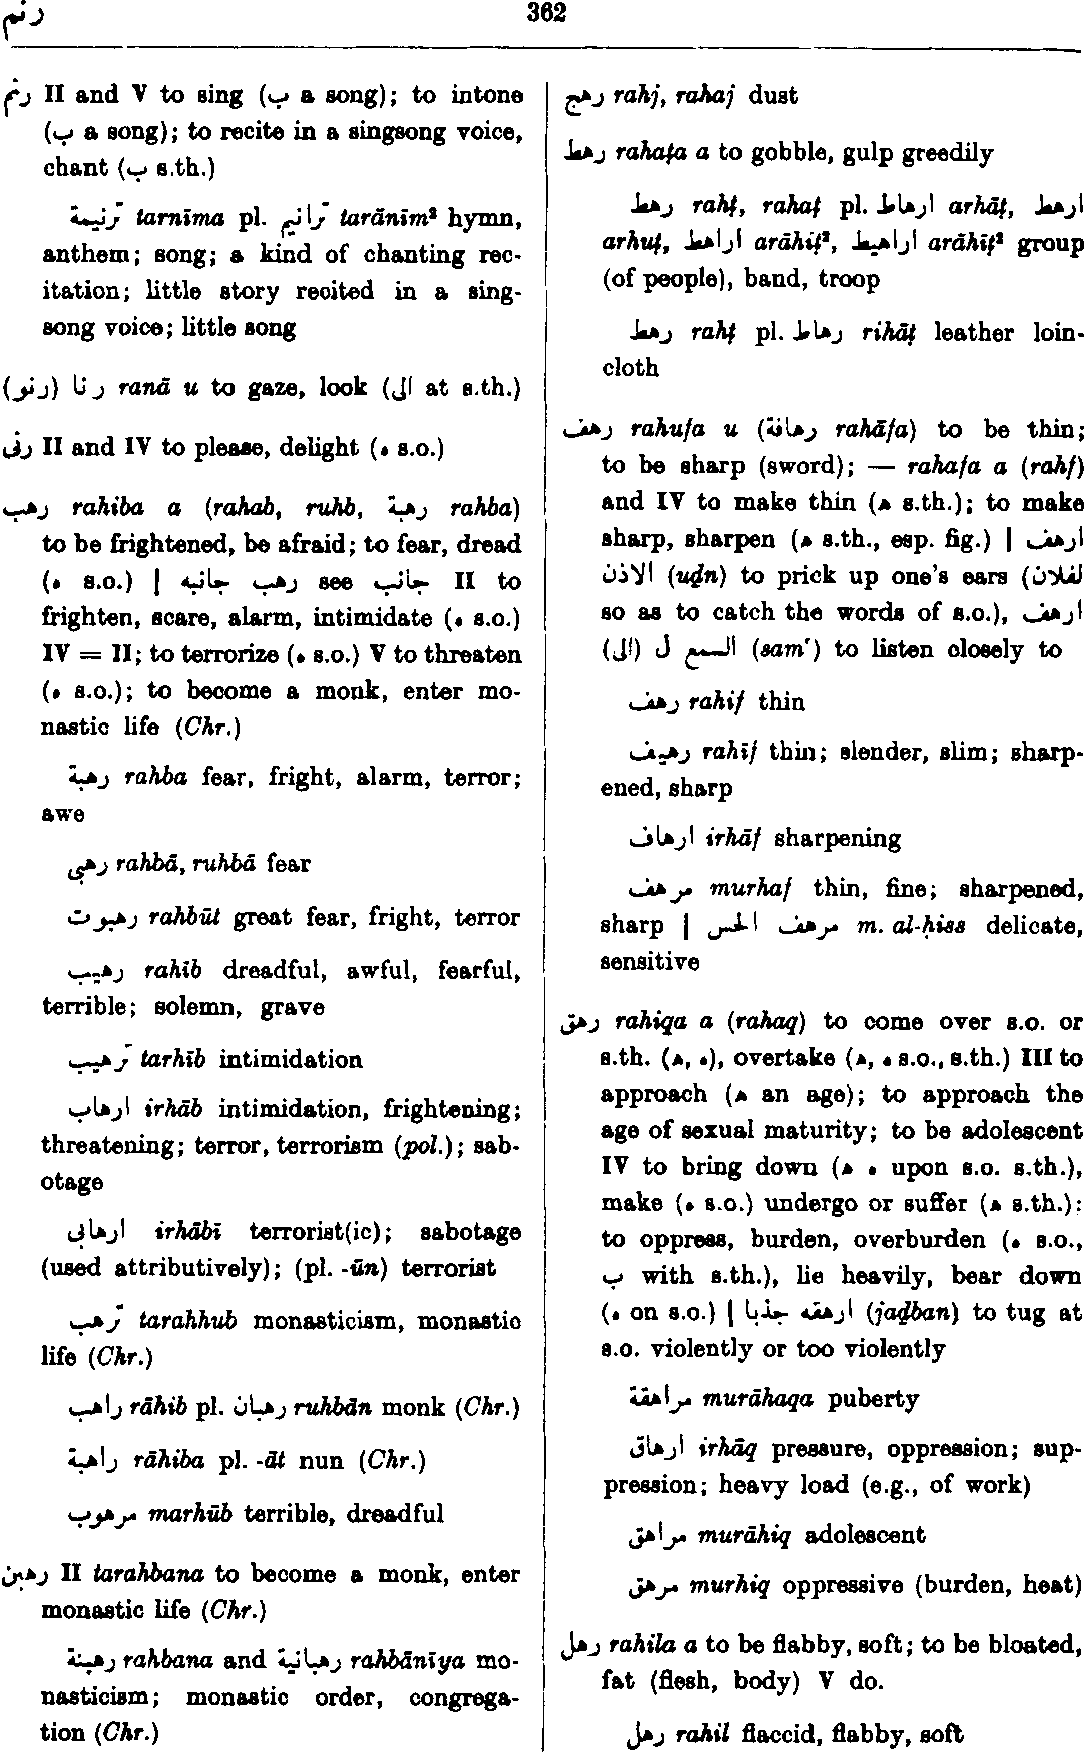 رنم 362
رنم II and V to sing (ب a song); to intone
(ب a song); to recite in a singsong voice,
chant (ب s.th.)
ترنيمة tarnīma pl. ترانيم tarānīm² hymn,
anthem; song; a kind of chanting rec-
itation; little story recited in a sing-
song voice; little song
(رنو) رنا ranā u to gaze, look (الى at s.th.)
رنى II and IV to please, delight (ه s.o.)
رهب rahiba a (rahab, ruhb, رهبة rahba)
to be frightened, be afraid; to fear, dread
(ه s.o.) | رهب جانبه see جانب II to
frighten, scare, alarm, intimidate (ه s.o.)
IV = II; to terrorize (ه s.o.) V to threaten
(ه s.o.); to become a monk, enter mo-
nastic life (Chr.)
رهبة rahba fear, fright, alarm, terror;
awe
رهبى rahbā, ruhbā fear
رهبوت rahbūt great fear, fright, terror
رهيب rahīb dreadful, awful, fearful,
terrible; solemn, grave
ترهيب tarhīb intimidation
ارهاب irhāb intimidation, frightening;
threatening; terror, terrorism (pol.); sab-
otage
ارهابى irhābī terrorist(ic); sabotage
(used attributively); (pl. -ūn) terrorist
ترهب tarahhub monasticism, monastic
life (Chr.)
راهب rāhib pl. رهبان ruhbān monk (Chr.)
راهبة rāhiba pl. -āt nun (Chr.)
مرهوب marhūb terrible, dreadful
رهبن II tarahbana to become a monk, enter
monastic life (Chr.)
رهبنة rahbana and رهبانية rahbānīya mo-
nasticism; monastic order, congrega-
tion (Chr.)
رهج rahj, rahaj dust
رهط rahaṭa a to gobble, gulp greedily
رهط rahṭ, rahaṭ pl. ارهاط arhāṭ, ارهط
arhuṭ, اراهط arāhiṭ², اراهيط arāhīṭ² group
(of people), band, troop
رهط rahṭ pl. رهاط rihāṭ leather loin-
cloth
رهف rahufa u (رهافة rahāfa) to be thin;
to be sharp (sword); — rahafa a (rahf)
and IV to make thin (ه s.th.); to make
sharp, sharpen (ه s.th., esp. fig.) | ارهف
الاذن (uḏn) to prick up one's ears (لفلان
so as to catch the words of s.o.), ارهف
السمع ل (الى) (sam‘) to listen closely to
رهف rahif thin
رهيف rahīf thin; slender, slim; sharp-
ened, sharp
ارهاف irhāf sharpening
مرهف murhaf thin, fine; sharpened,
sharp | مرهف الحس m. al-ḥiss delicate,
sensitive
رهق rahiqa a (rahaq) to come over s.o. or
s.th. (ه, ه), overtake (ه, ه s.o., s.th.) III to
approach (ه an age); to approach the
age of sexual maturity; to be adolescent
IV to bring down (ه ه upon s.o. s.th.),
make (ه s.o.) undergo or suffer (ه s.th.);
to oppress, burden, overburden (ه s.o.,
ب with s.th.), lie heavily, bear down
(ه on s.o.) | ارهقه جذبا (jaḏban) to tug at
s.o. violently or too violently
مراهقة murāhaqa puberty
ارهاق irhāq pressure, oppression; sup-
pression; heavy load (e.g., of work)
مراهق murāhiq adolescent
مرهق murhiq oppressive (burden, heat)
رهل rahila a to be flabby, soft; to be bloated,
fat (flesh, body) V do.
رهل rahil flaccid, flabby, soft